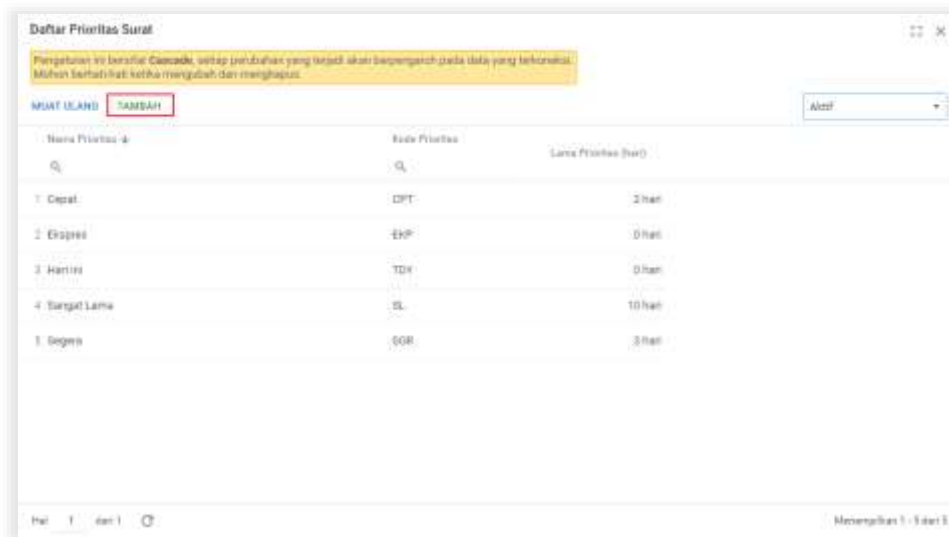 Daftar Prioritas Surat
Pengaturan ini bersifat Cascade, setiap perubahan yang terjadi akan berpengaruh pada data yang terkoneksi.
Mohon berhati-hati ketika mengubah dan menghapus.
MUAT ULANG TAMBAH Aktif
Nama Prioritas Kode Prioritas Lama Prioritas (hari)
1 Cepat CPT 2 hari
2 Ekspres EKP 0 hari
3 Hari ini TDY 0 hari
4 Sangat Lama SL 10 hari
5 Segera SGR 3 hari
Hal 1 dari 1 Menampilkan 1 - 5 dari 5